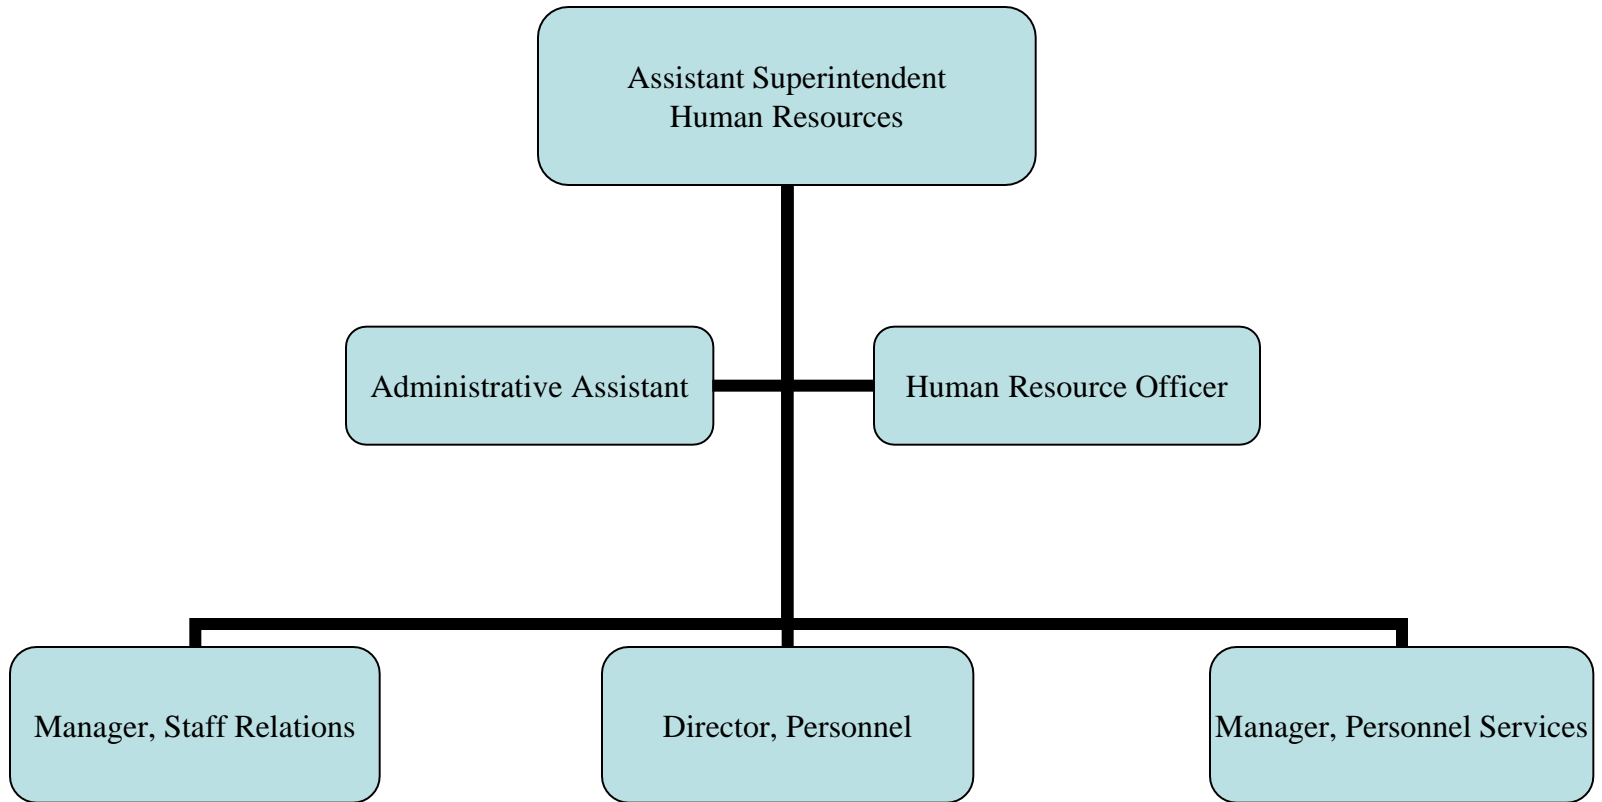 Assistant Superintendent
Human Resources
Administrative Assistant
Human Resource Officer
Manager, Staff Relations
Director, Personnel
Manager, Personnel Services